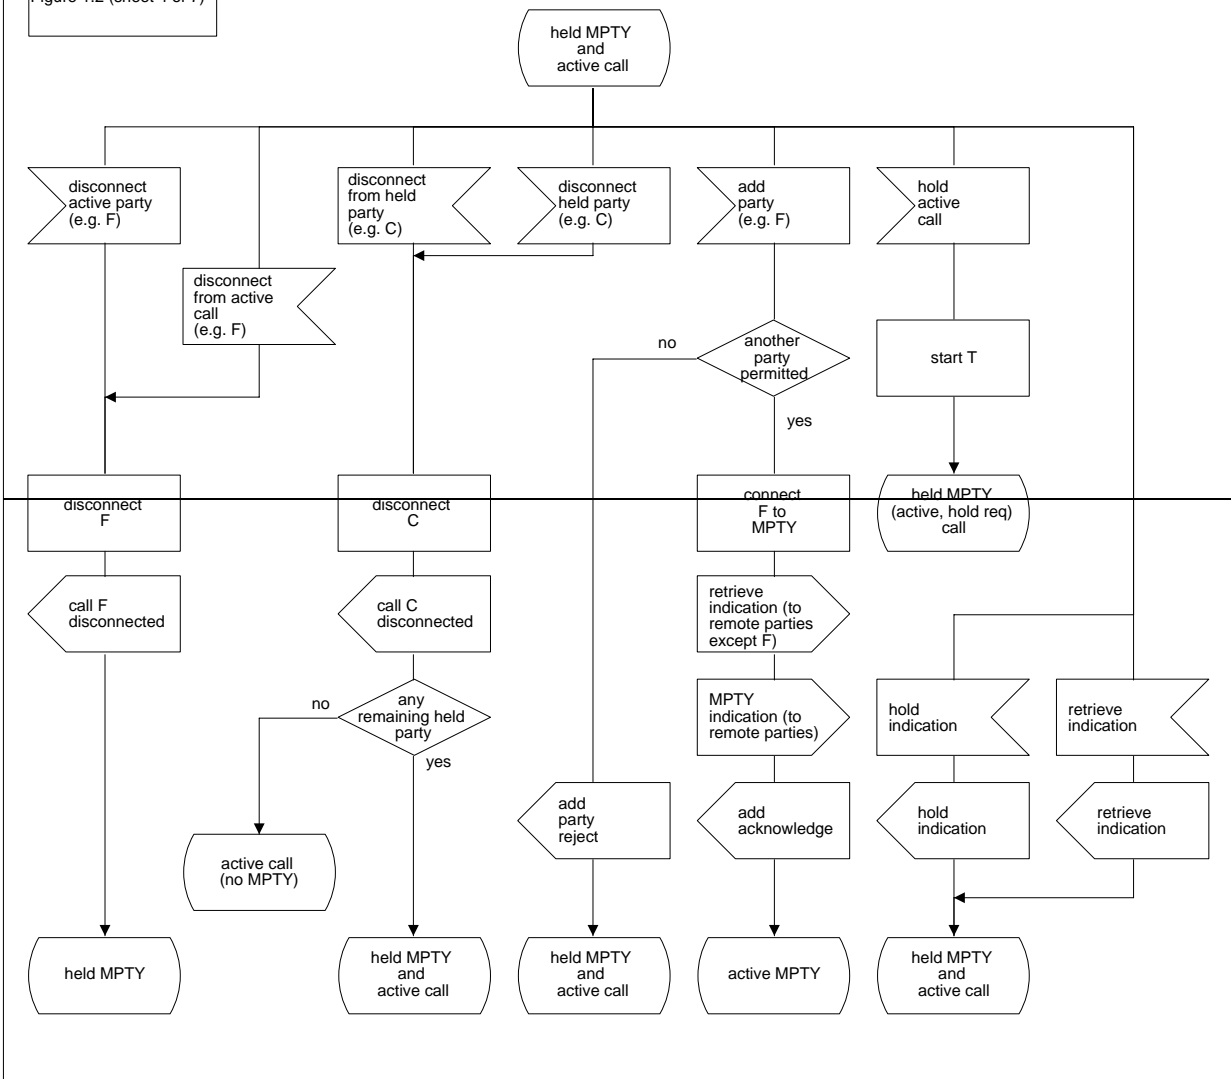 Figure 1.2 (sheet 4 of 7)
held MPTY
and
active call
disconnect
active party
(e.g. F)
disconnect
from held
party
(e.g. C)
disconnect
held party
(e.g. C)
add
party
(e.g. F)
hold
active
call
disconnect
from active
call
(e.g. F)
no
another
party
permitted
start T
yes
disconnect
F
disconnect
C
connect
F to
MPTY
held MPTY
(active, hold req)
call
call F
disconnected
call C
disconnected
retrieve
indication (to
remote parties
except F)
no
any
remaining held
party
yes
MPTY
indication (to
remote parties)
hold
indication
retrieve
indication
add
party
reject
add
acknowledge
hold
indication
retrieve
indication
active call
(no MPTY)
held MPTY
held MPTY
and
active call
held MPTY
and
active call
active MPTY
held MPTY
and
active call